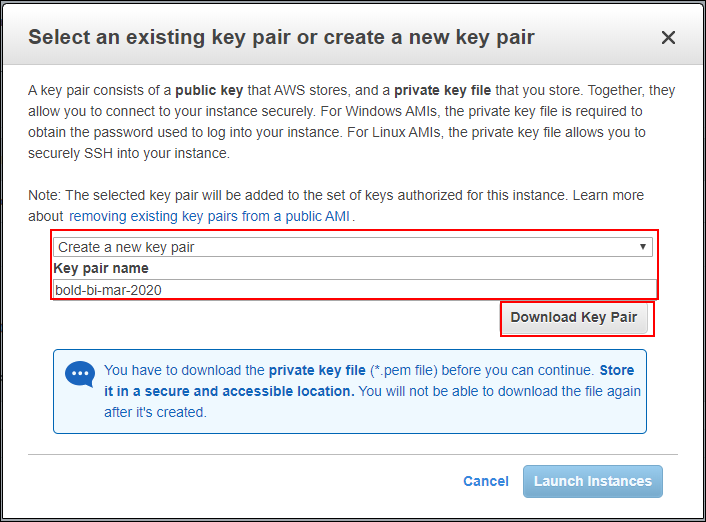 Select an existing key pair or create a new key pair
A key pair consists of a public key that AWS stores, and a private key file that you store. Together, they
allow you to connect to your instance securely. For Windows AMIs, the private key file is required to
obtain the password used to log into your instance. For Linux AMIs, the private key file allows you to
securely SSH into your instance.
Note: The selected key pair will be added to the set of keys authorized for this instance. Learn more
about removing existing key pairs from a public AMI.
Create a new key pair
Key pair name
bold-bi-mar-2020
Download Key Pair
You have to download the private key file (*.pem file) before you can continue. Store
it in a secure and accessible location. You will not be able to download the file again
after it's created.
Cancel
Launch Instances